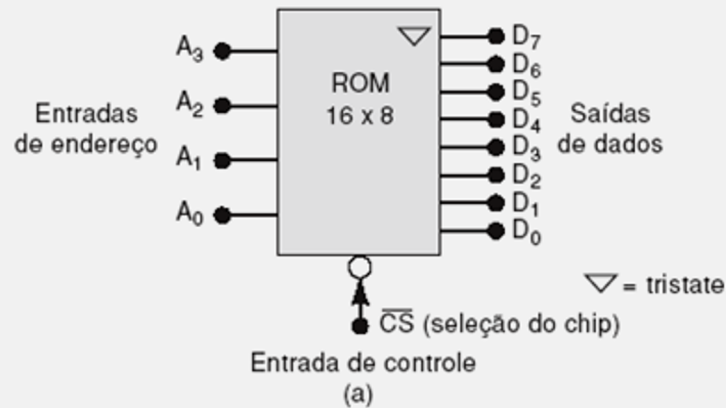 A₃
A₂
A₁
A₀
Entradas
de endereço
ROM
16 x 8
D₇
D₆
D₅
D₄
D₃
D₂
D₁
D₀
Saídas
de dados
▽ = tristate
C̅S̅ (seleção do chip)
Entrada de controle
(a)